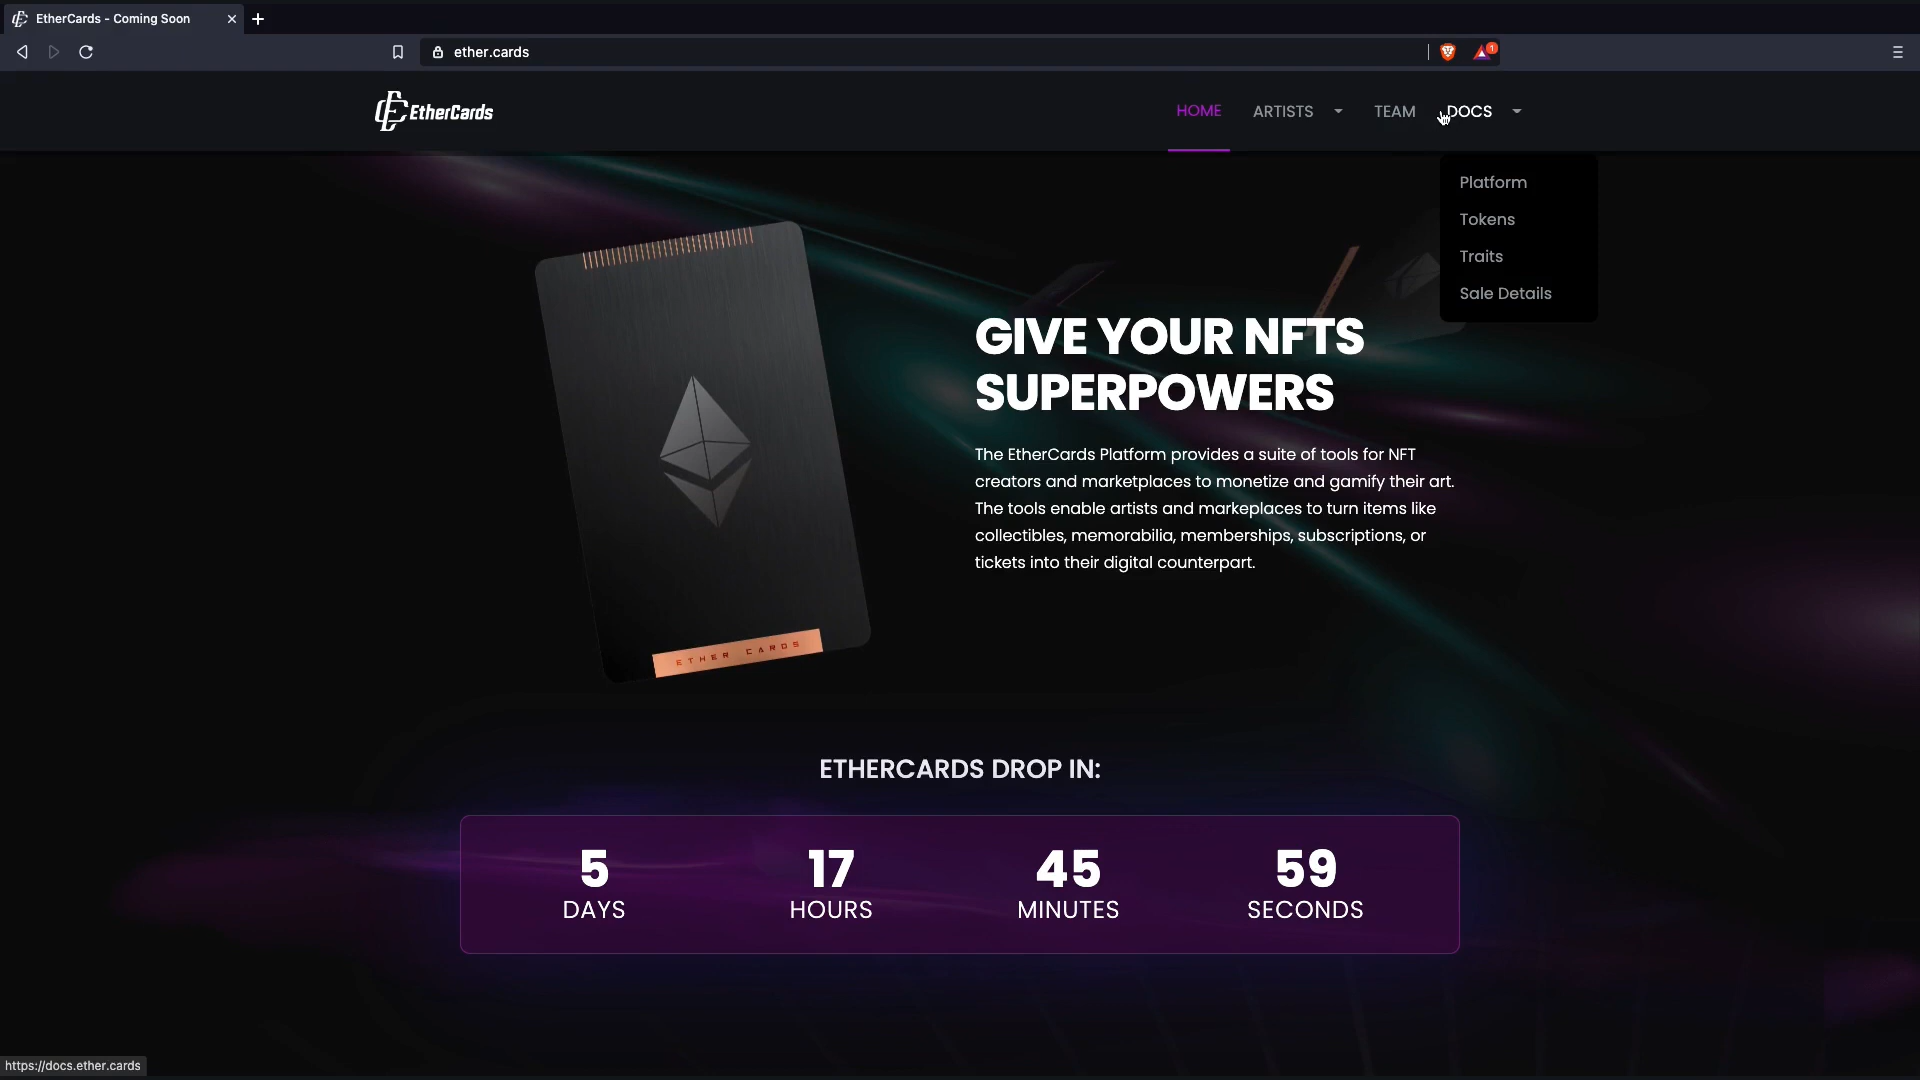 EtherCards - Coming Soon
ether.cards
1
EtherCards
HOME
ARTISTS
TEAM
DOCS
Platform
Tokens
Traits
Sale Details
GIVE YOUR NFTS
SUPERPOWERS
The EtherCards Platform provides a suite of tools for NFT
creators and marketplaces to monetize and gamify their art.
The tools enable artists and markeplaces to turn items like
collectibles, memorabilia, memberships, subscriptions, or
tickets into their digital counterpart.
ETHER CARDS
ETHERCARDS DROP IN:
5 17 45 59
DAYS HOURS MINUTES SECONDS
https://docs.ether.cards